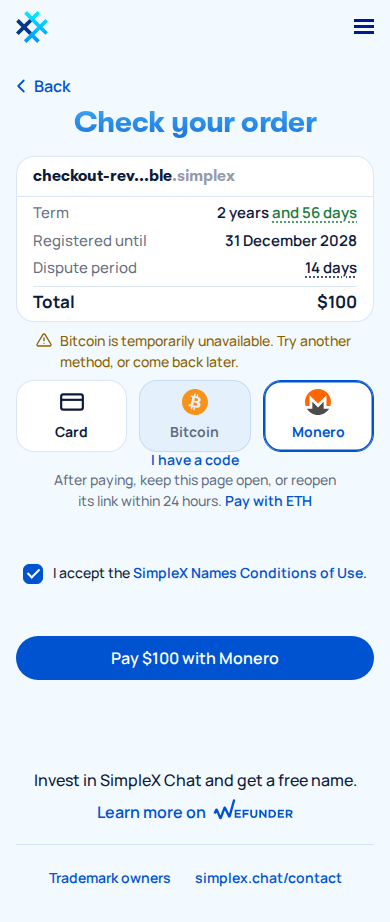 Back
Check your order
checkout-rev...ble.simplex
Term 2 years and 56 days
Registered until 31 December 2028
Dispute period 14 days
Total $100
Bitcoin is temporarily unavailable. Try another
method, or come back later.
Card Bitcoin Monero
I have a code
After paying, keep this page open, or reopen
its link within 24 hours. Pay with ETH
I accept the SimpleX Names Conditions of Use.
Pay $100 with Monero
Invest in SimpleX Chat and get a free name.
Learn more on WEFUNDER
Trademark owners simplex.chat/contact